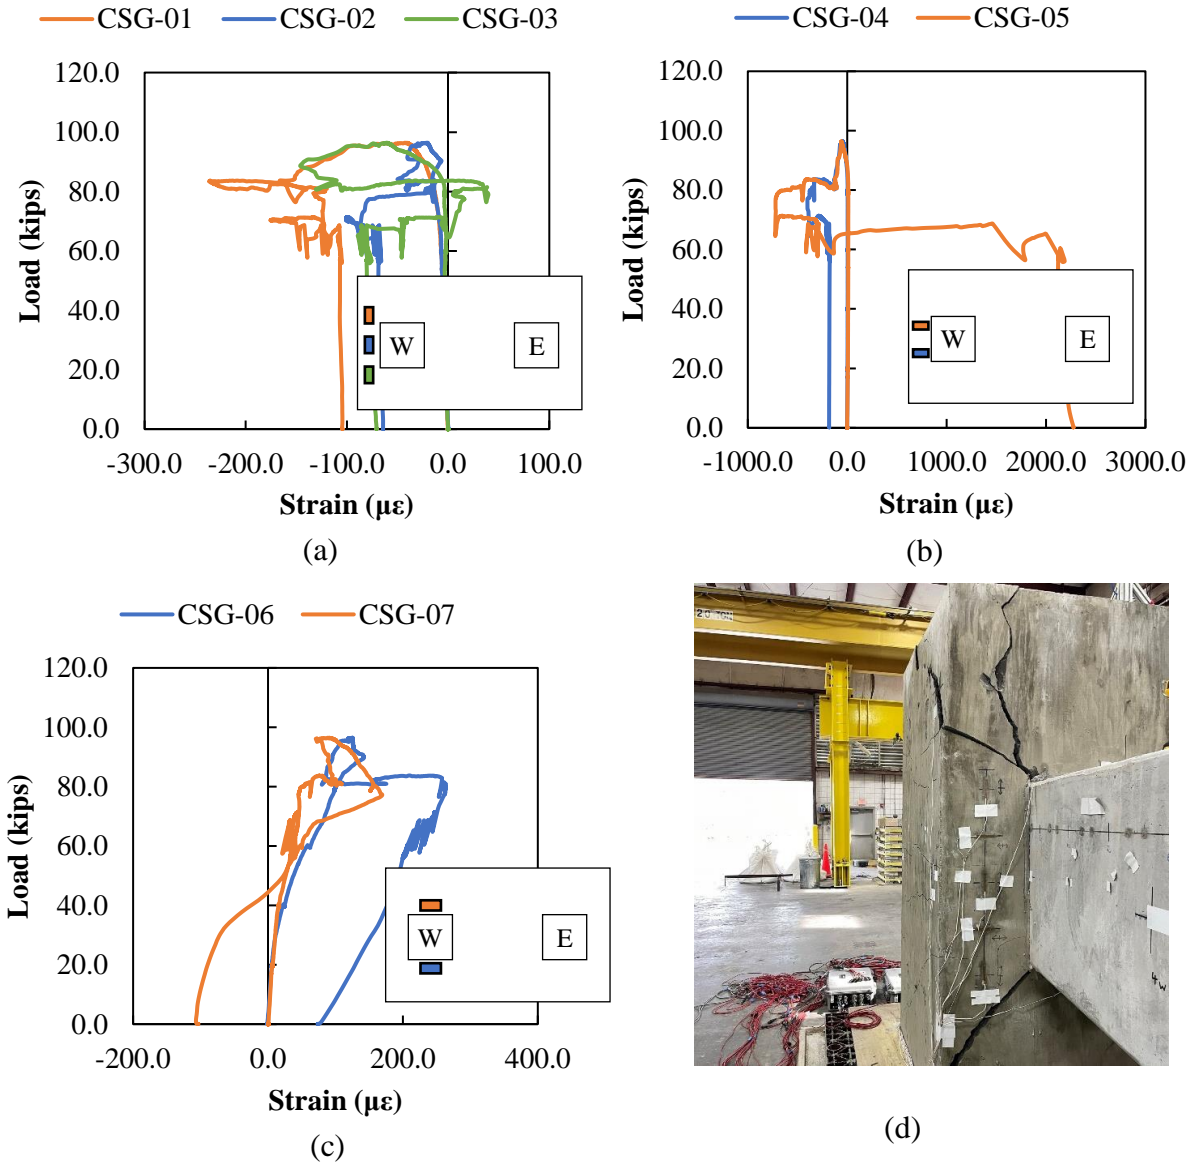 CSG-01 CSG-02 CSG-03
120.0
100.0
80.0
60.0
40.0
20.0
0.0
Load (kips)
W E
-300.0 -200.0 -100.0 0.0 100.0
Strain (με)
(a)
CSG-04 CSG-05
120.0
100.0
80.0
60.0
40.0
20.0
0.0
Load (kips)
W E
-1000.0 0.0 1000.0 2000.0 3000.0
Strain (με)
(b)
CSG-06 CSG-07
120.0
100.0
80.0
60.0
40.0
20.0
0.0
Load (kips)
W E
-200.0 0.0 200.0 400.0
Strain (με)
(c)
2.0 TON
(d)